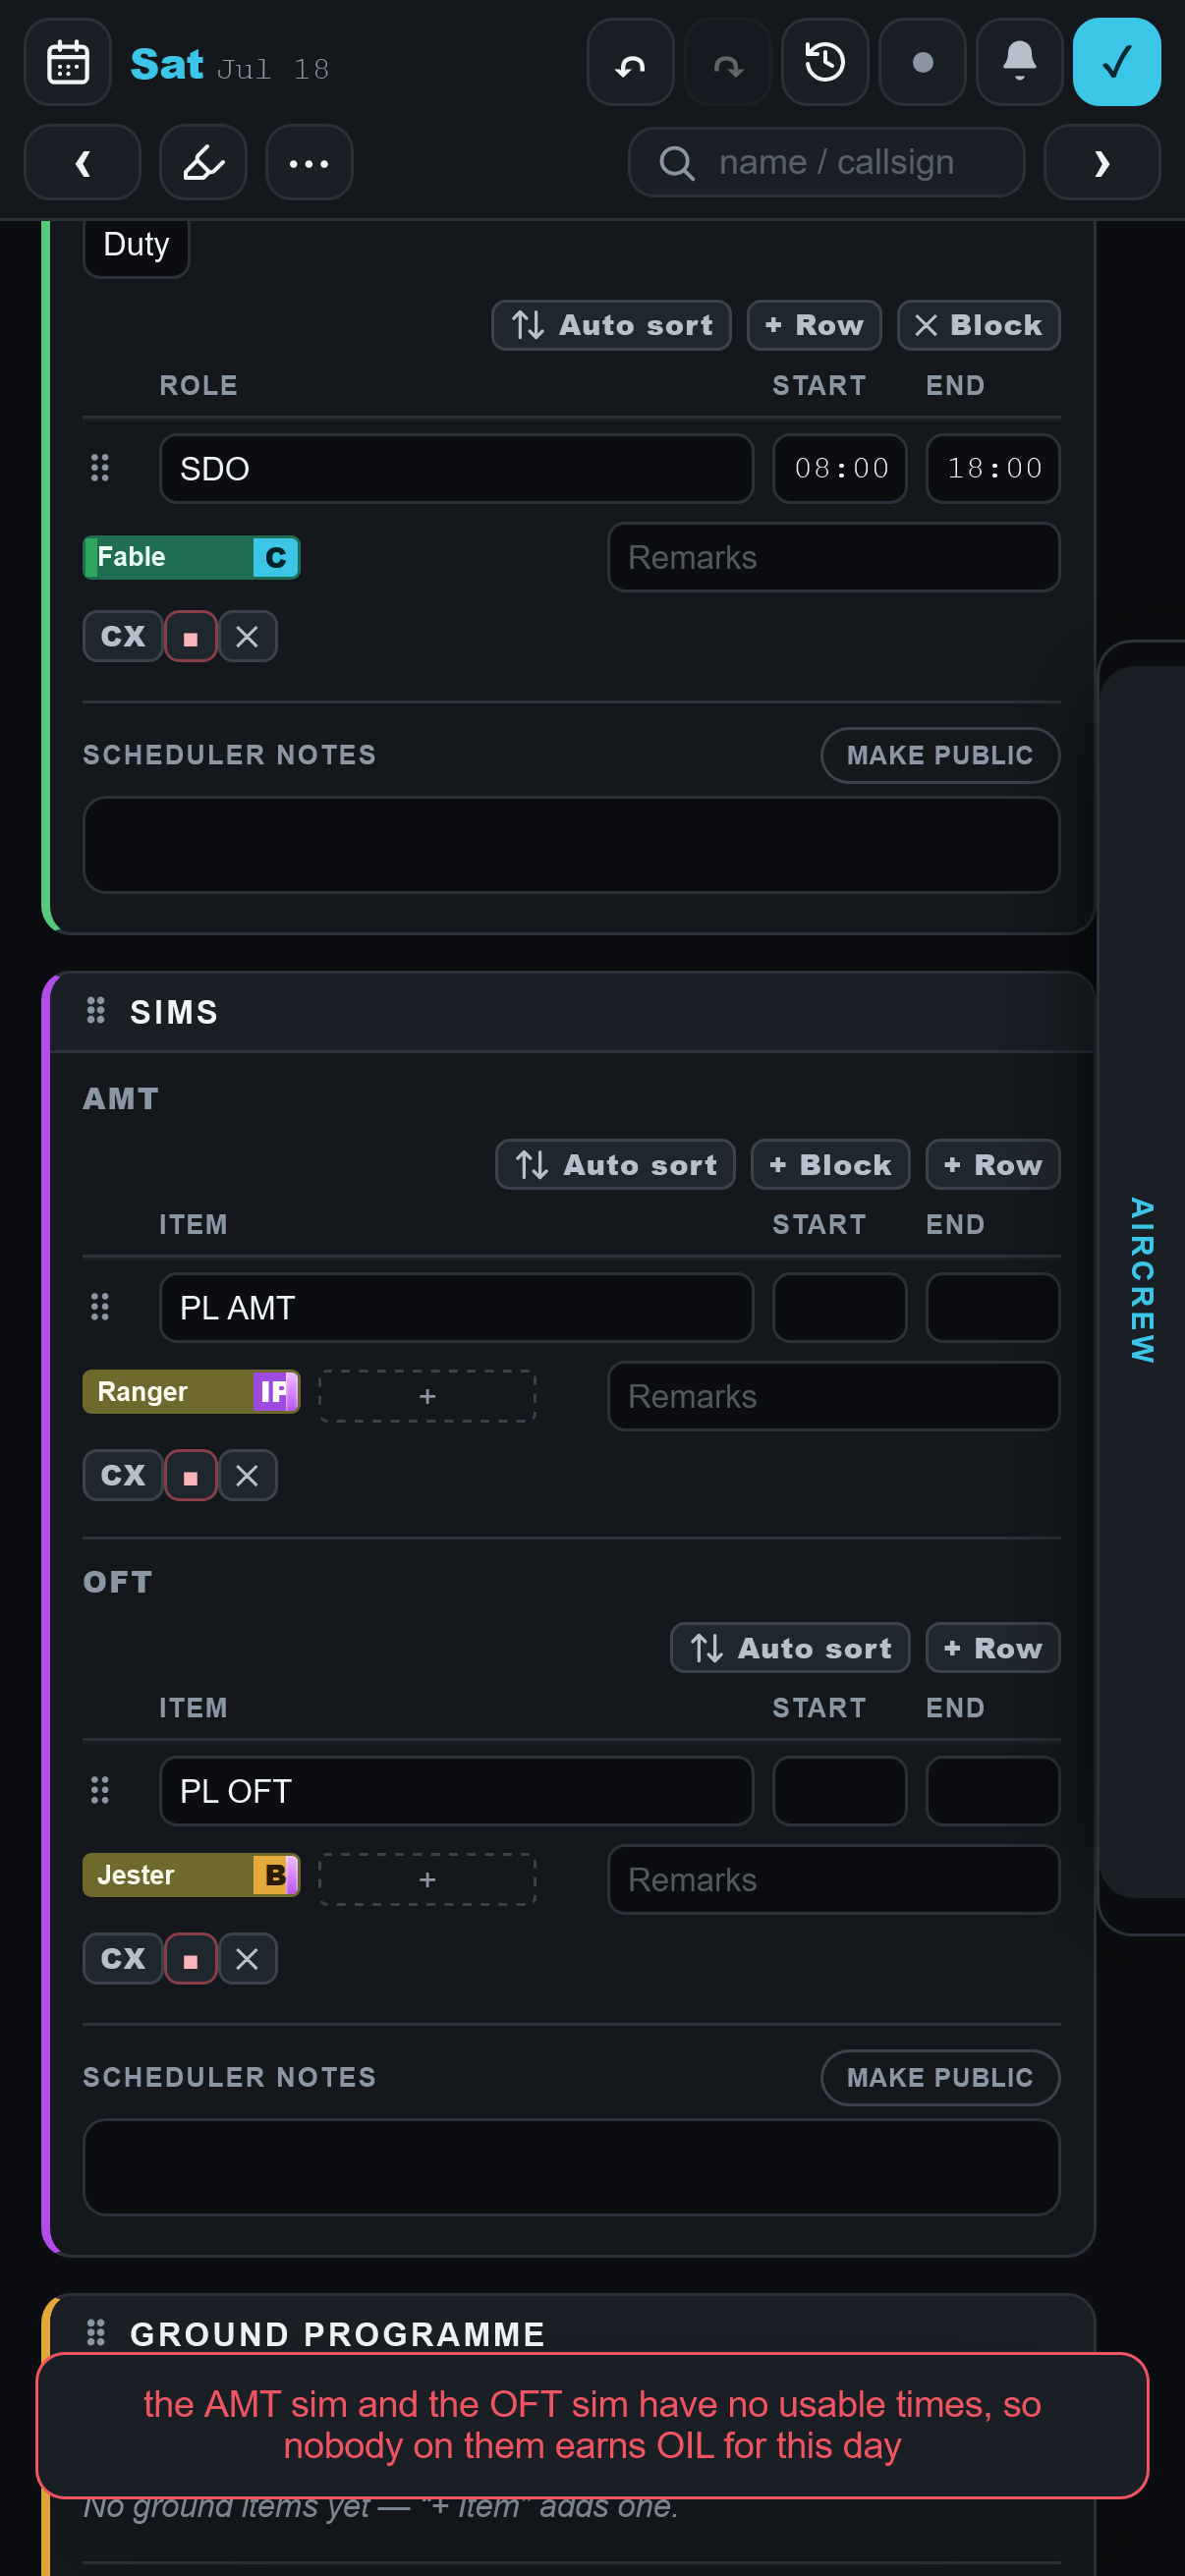 Sat Jul 18
name / callsign
Duty
Auto sort
+ Row
Block
ROLE
START
END
SDO
08:00
18:00
Fable
C
Remarks
CX
SCHEDULER NOTES
MAKE PUBLIC
SIMS
AMT
Auto sort
+ Block
+ Row
ITEM
START
END
PL AMT
Ranger
IP
+
Remarks
CX
OFT
Auto sort
+ Row
ITEM
START
END
PL OFT
Jester
B
+
Remarks
CX
SCHEDULER NOTES
MAKE PUBLIC
AIRCREW
GROUND PROGRAMME
the AMT sim and the OFT sim have no usable times, so
nobody on them earns OIL for this day
No ground items yet — “+ Item” adds one.